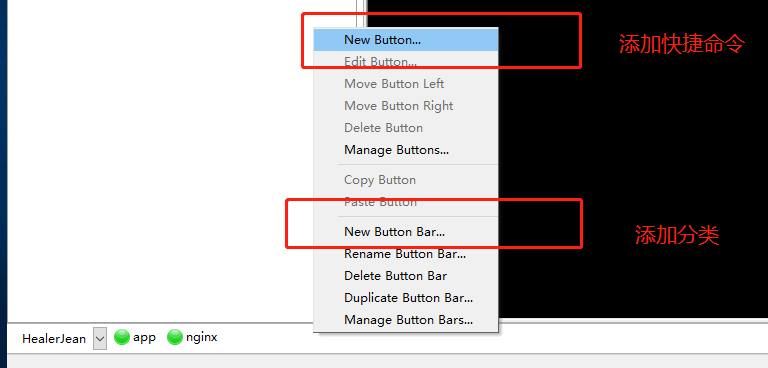 New Button...
添加快捷命令
Edit Button...
Move Button Left
Move Button Right
Delete Button
Manage Buttons...
Copy Button
Paste Button
New Button Bar...
添加分类
Rename Button Bar...
Delete Button Bar
Duplicate Button Bar...
Manage Button Bars...
HealerJean app nginx